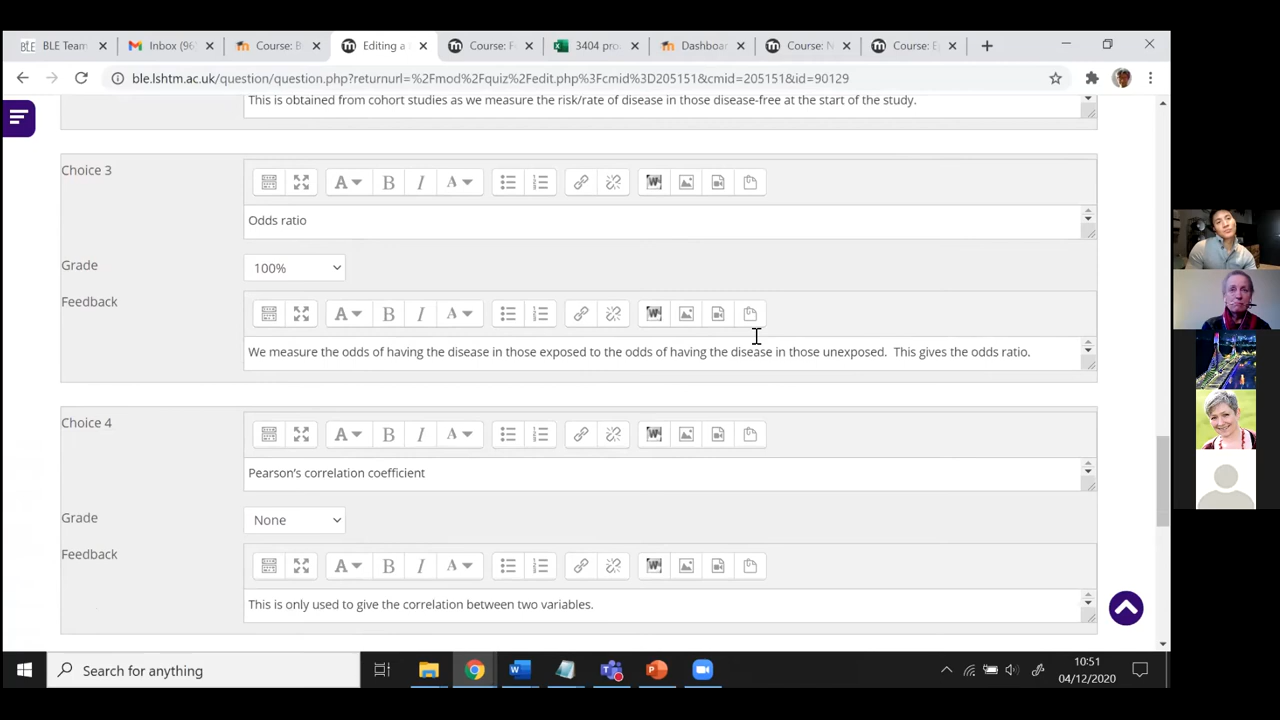 BLE BLE Team
Inbox (96
Course: B
Editing a
Course: F
3404 pro
Dashboar
Course: N
Course: E
ble.lshtm.ac.uk/question/question.php?returnurl=%2Fmod%2Fquiz%2Fedit.php%3Fcmid%3D205151&cmid=205151&id=90129
This is obtained from cohort studies as we measure the risk/rate of disease in those disease-free at the start of the study.
Choice 3
A B I A
Odds ratio
Grade
100%
Feedback
A B I A
We measure the odds of having the disease in those exposed to the odds of having the disease in those unexposed. This gives the odds ratio.
Choice 4
A B I A
Pearson's correlation coefficient
Grade
None
Feedback
A B I A
This is only used to give the correlation between two variables.
Search for anything
10:51
04/12/2020